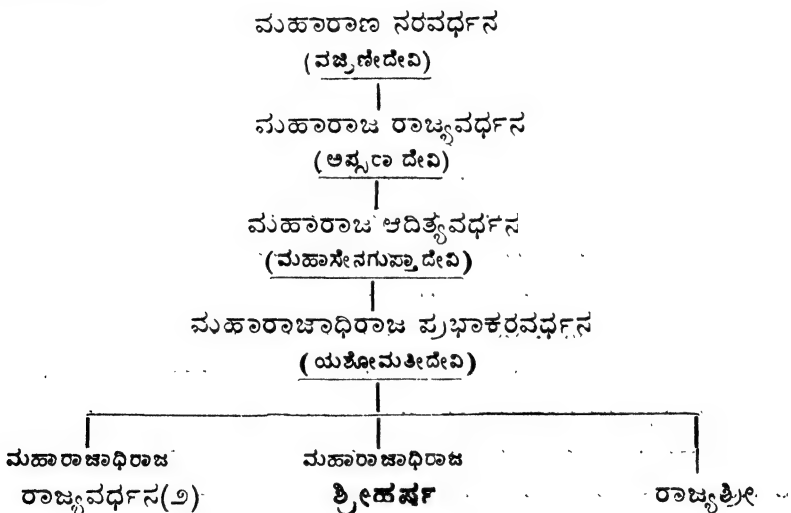 ಮಹಾರಾಣ ನರವರ್ಧನ
(ವಜ್ರಿಣೀದೇವಿ)
ಮಹಾರಾಜ ರಾಜ್ಯವರ್ಧನ
(ಅಪ್ಸಣಾ ದೇವಿ)
ಮಹಾರಾಜ ಆದಿತ್ಯವರ್ಧನ
(ಮಹಾಸೇನಗುಪ್ತಾದೇವಿ)
ಮಹಾರಾಜಾಧಿರಾಜ ಪ್ರಭಾಕರವರ್ಧನ
(ಯಶೋಮತೀದೇವಿ)
ಮಹಾರಾಜಾಧಿರಾಜ ಮಹಾರಾಜಾಧಿರಾಜ
ರಾಜ್ಯವರ್ಧನ(೨) ಶ್ರೀಹರ್ಷ ರಾಜ್ಯಶ್ರೀ